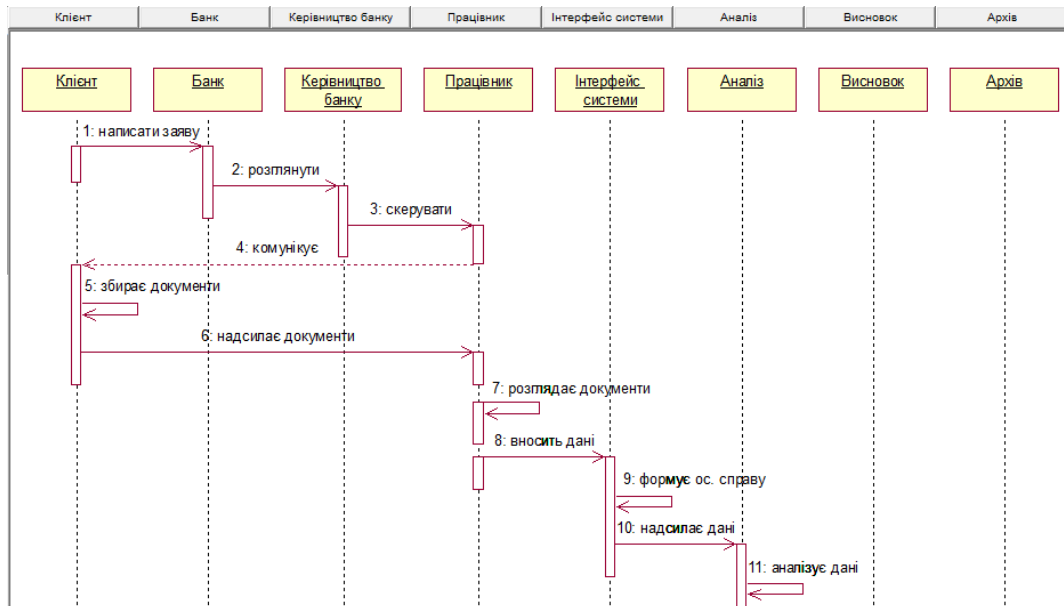 Клієнт
Банк
Керівництво банку
Працівник
Інтерфейс системи
Аналіз
Висновок
Архів
Клієнт
Банк
Керівництво
банку
Працівник
Інтерфейс
системи
Аналіз
Висновок
Архів
1: написати заяву
2: розглянути
3: скерувати
4: комунікує
5: збирає документи
6: надсилає документи
7: розглядає документи
8: вносить дані
9: формує ос. справу
10: надсилає дані
11: аналізує дані